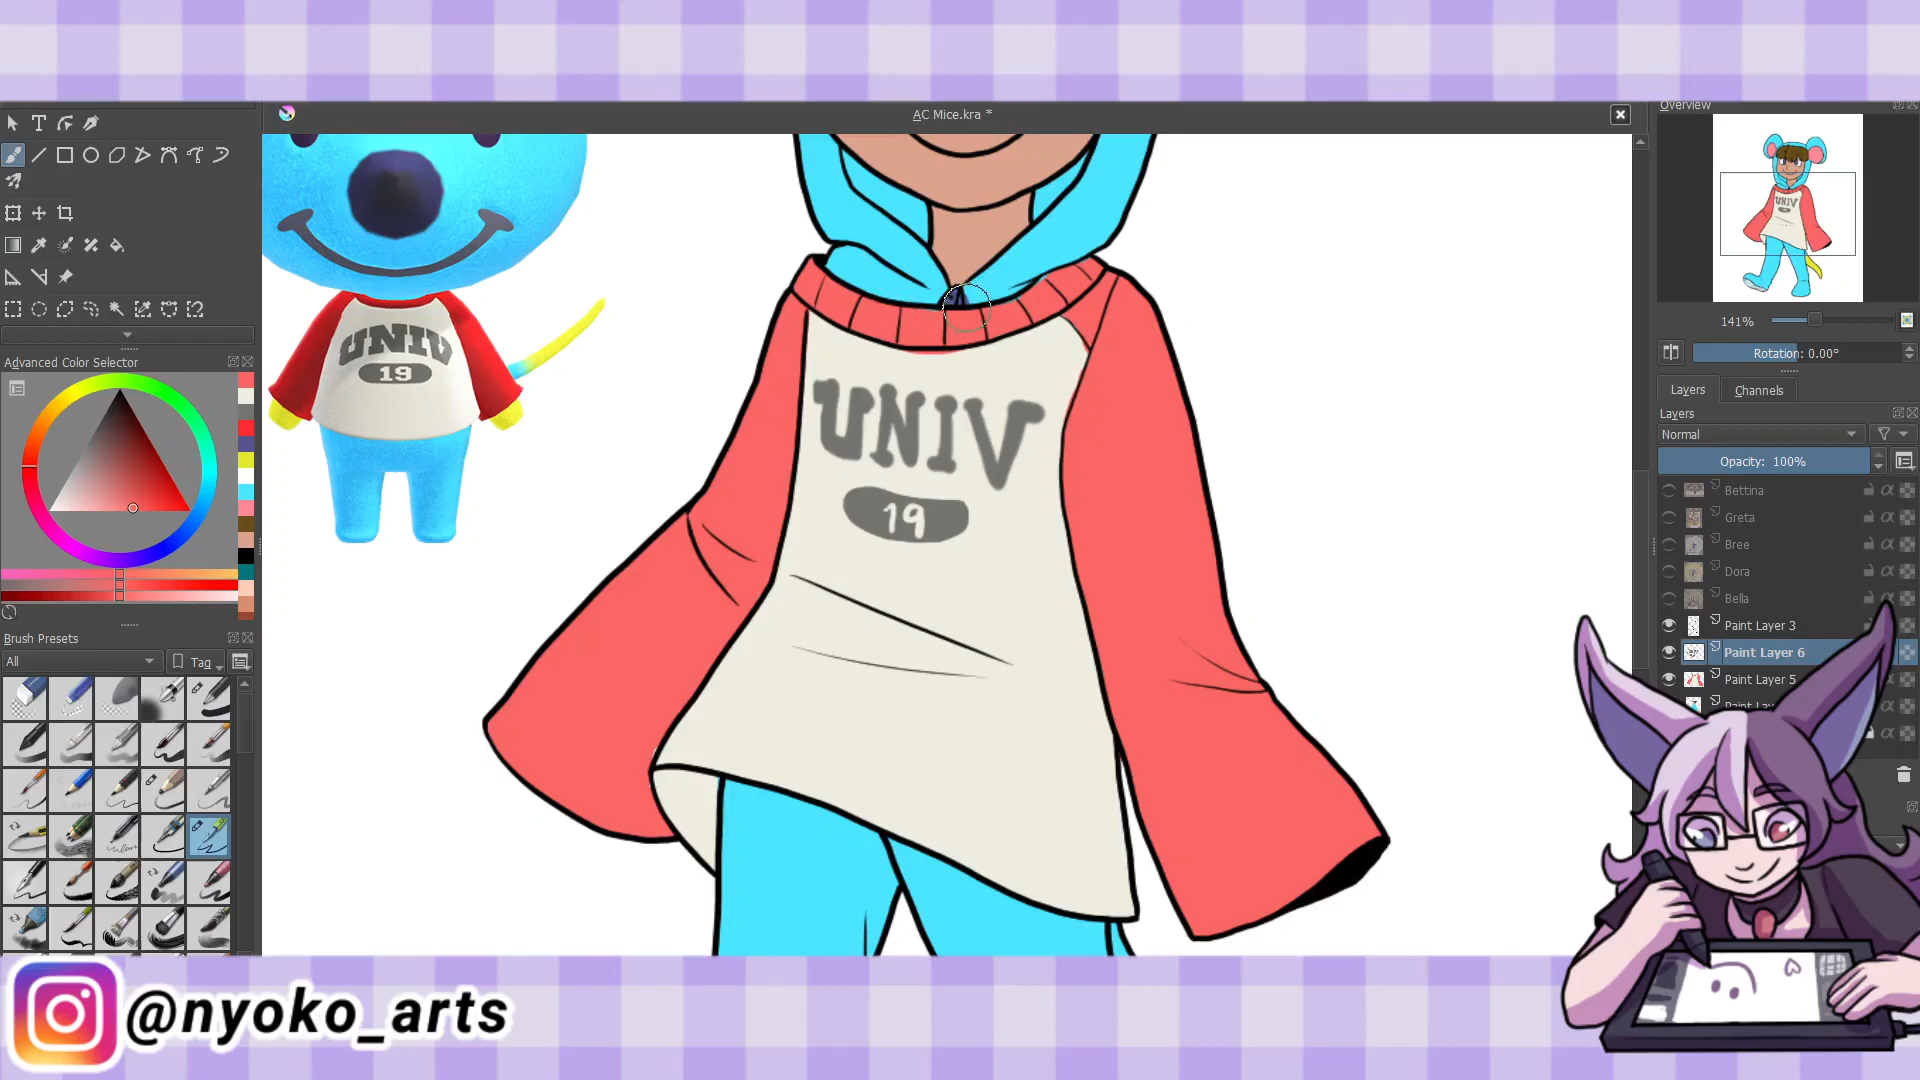 AC Mice.kra *
Overview
141%
Rotation: 0.00°
Layers
Channels
Layers
Normal
Opacity: 100%
Bettina
Greta
Bree
Dora
Bella
Paint Layer 3
Paint Layer 6
Paint Layer 5
Advanced Color Selector
Brush Presets
All
Tag
UNIV
19
UNIV
19
@nyoko_arts